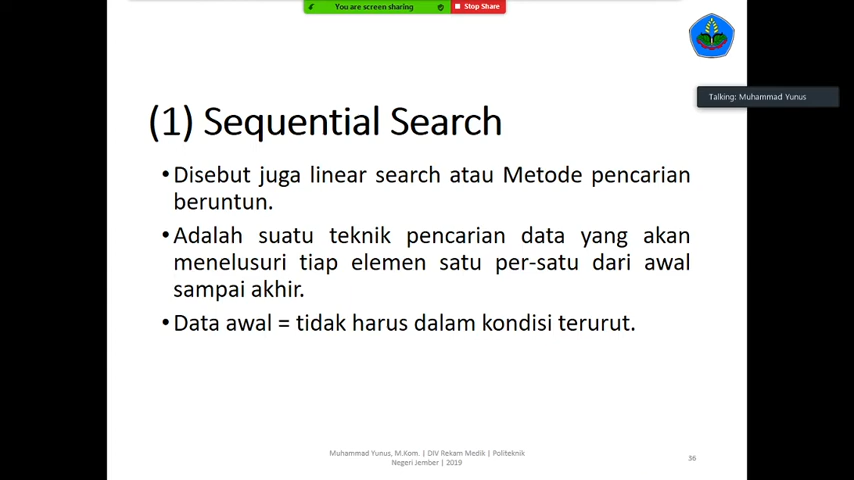 You are screen sharing
Stop Share
Talking: Muhammad Yunus
(1) Sequential Search
•Disebut juga linear search atau Metode pencarian
beruntun.
•Adalah suatu teknik pencarian data yang akan
menelusuri tiap elemen satu per-satu dari awal
sampai akhir.
•Data awal = tidak harus dalam kondisi terurut.
Muhammad Yunus, M.Kom. | DIV Rekam Medik | Politeknik
Negeri Jember | 2019
36